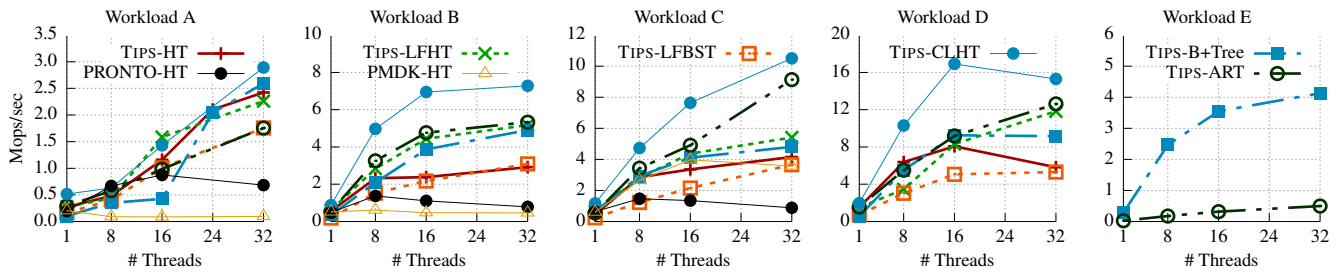 Workload A
Workload B
Workload C
Workload D
Workload E
Mops/sec
3.5
3.0
2.5
2.0
1.5
1.0
0.5
0.0
1 8 16 24 32
# Threads
TIPS-HT
PRONTO-HT
10
8
6
4
2
0
1 8 16 24 32
# Threads
TIPS-LFHT
PMDK-HT
12
10
8
6
4
2
0
1 8 16 24 32
# Threads
TIPS-LFBST
20
16
12
8
4
0
1 8 16 24 32
# Threads
TIPS-CLHT
6
5
4
3
2
1
0
1 8 16 24 32
# Threads
TIPS-B+Tree
TIPS-ART